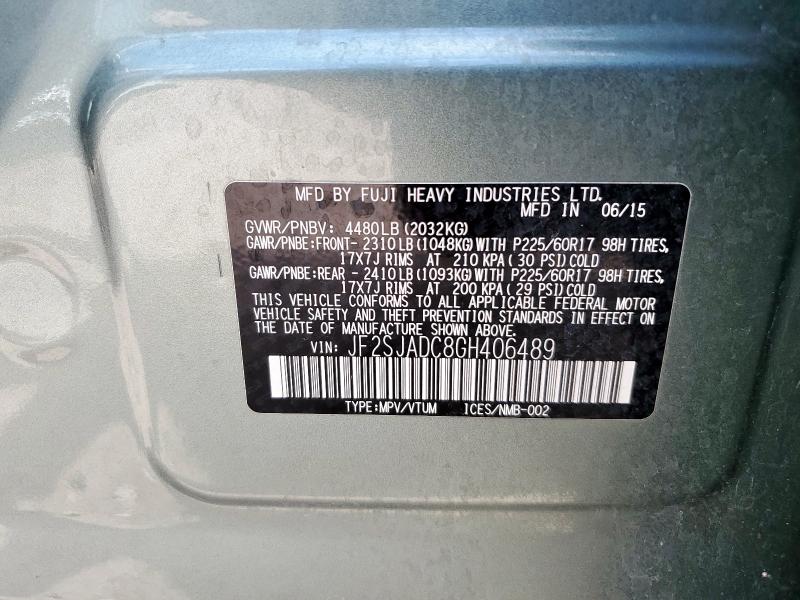 MFD BY FUJI HEAVY INDUSTRIES LTD.
MFD IN 06/15
GVWR/PNBV: 4480LB (2032KG)
GAWR/PNBE:FRONT- 2310LB (1048KG) WITH P225/60R17 98H TIRES,
17X7J RIMS AT 210 KPA ( 30 PSI) COLD
GAWR/PNBE:REAR - 2410LB (1093KG) WITH P225/60R17 98H TIRES,
17X7J RIMS AT 200 KPA ( 29 PSI) COLD
THIS VEHICLE CONFORMS TO ALL APPLICABLE FEDERAL MOTOR
VEHICLE SAFETY AND THEFT PREVENTION STANDARDS IN EFFECT ON
THE DATE OF MANUFACTURE SHOWN ABOVE.
VIN: JF2SJADC8GH406489
TYPE:MPV/VTUM ICES/NMB-002